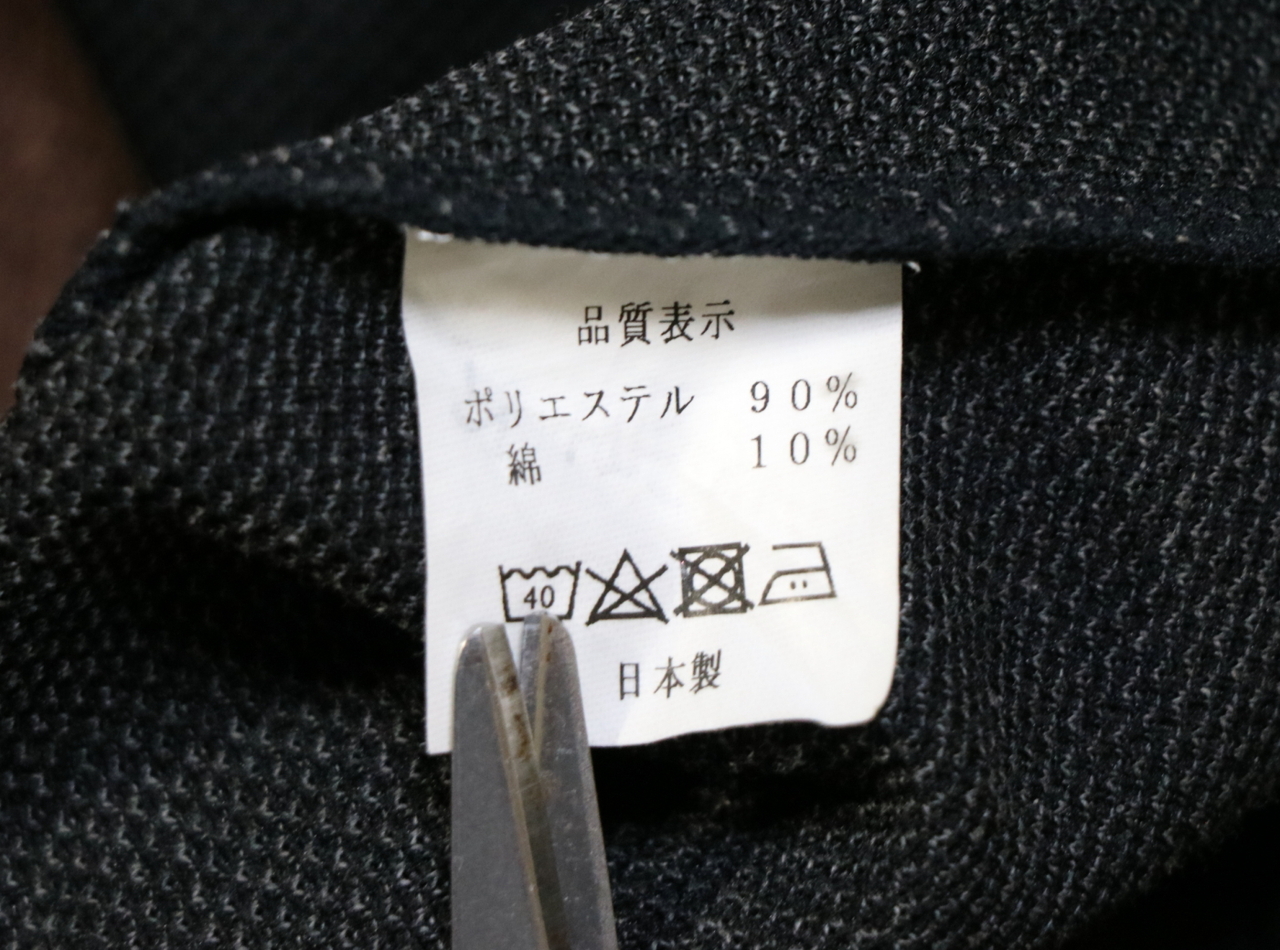 品質表示
ポリエステル ９０％
綿 １０％
40
日本製